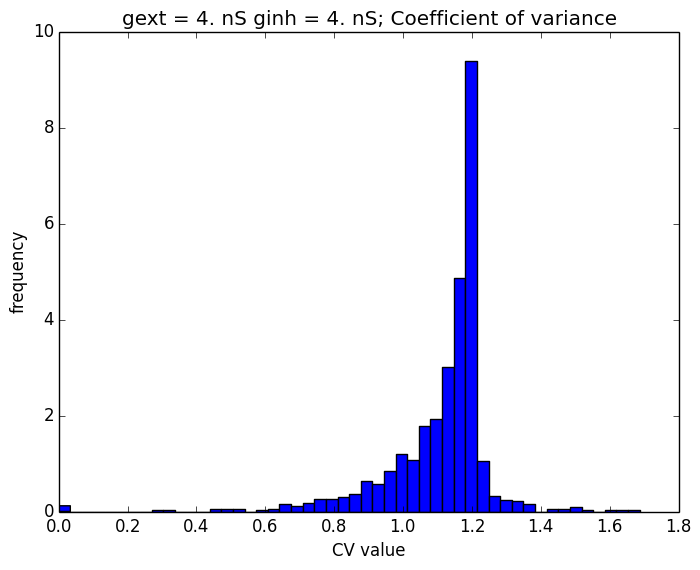 gext = 4. nS ginh = 4. nS; Coefficient of variance
10
8
6
4
2
0
frequency
0.0 0.2 0.4 0.6 0.8 1.0 1.2 1.4 1.6 1.8
CV value